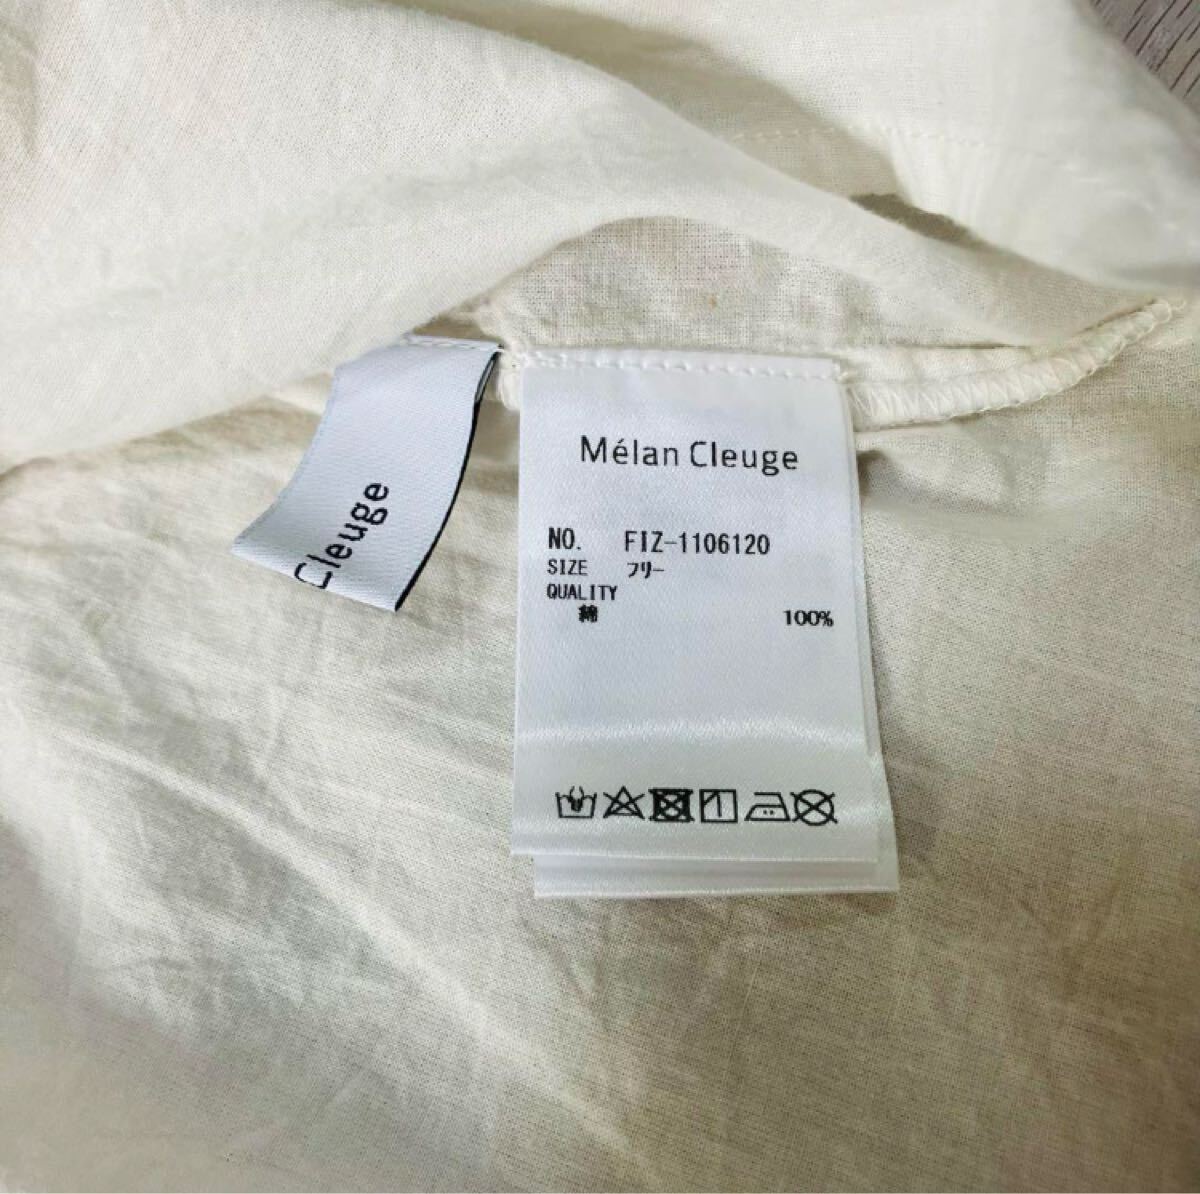 Cleuge
Mélan Cleuge
NO. FIZ-1106120
SIZE フリー
QUALITY
綿 100%